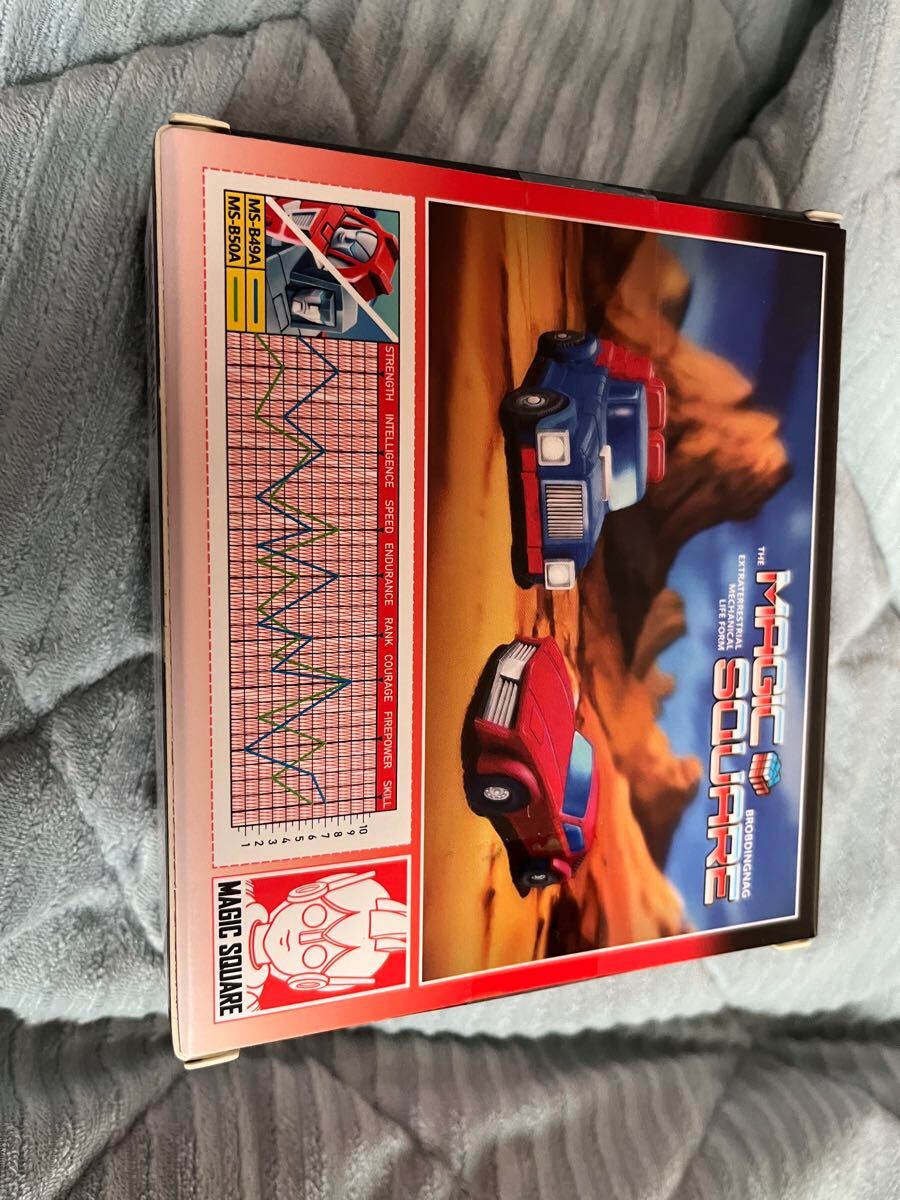 THE MAGIC SQUARE
BROBDINGNAG
EXTRATERRESTRIAL
MECHANICAL
LIFE FORM
MS-B49A
MS-B50A
STRENGTH INTELLIGENCE SPEED ENDURANCE RANK COURAGE FIREPOWER SKILL
10
9
8
7
6
5
4
3
2
1
MAGIC SQUARE